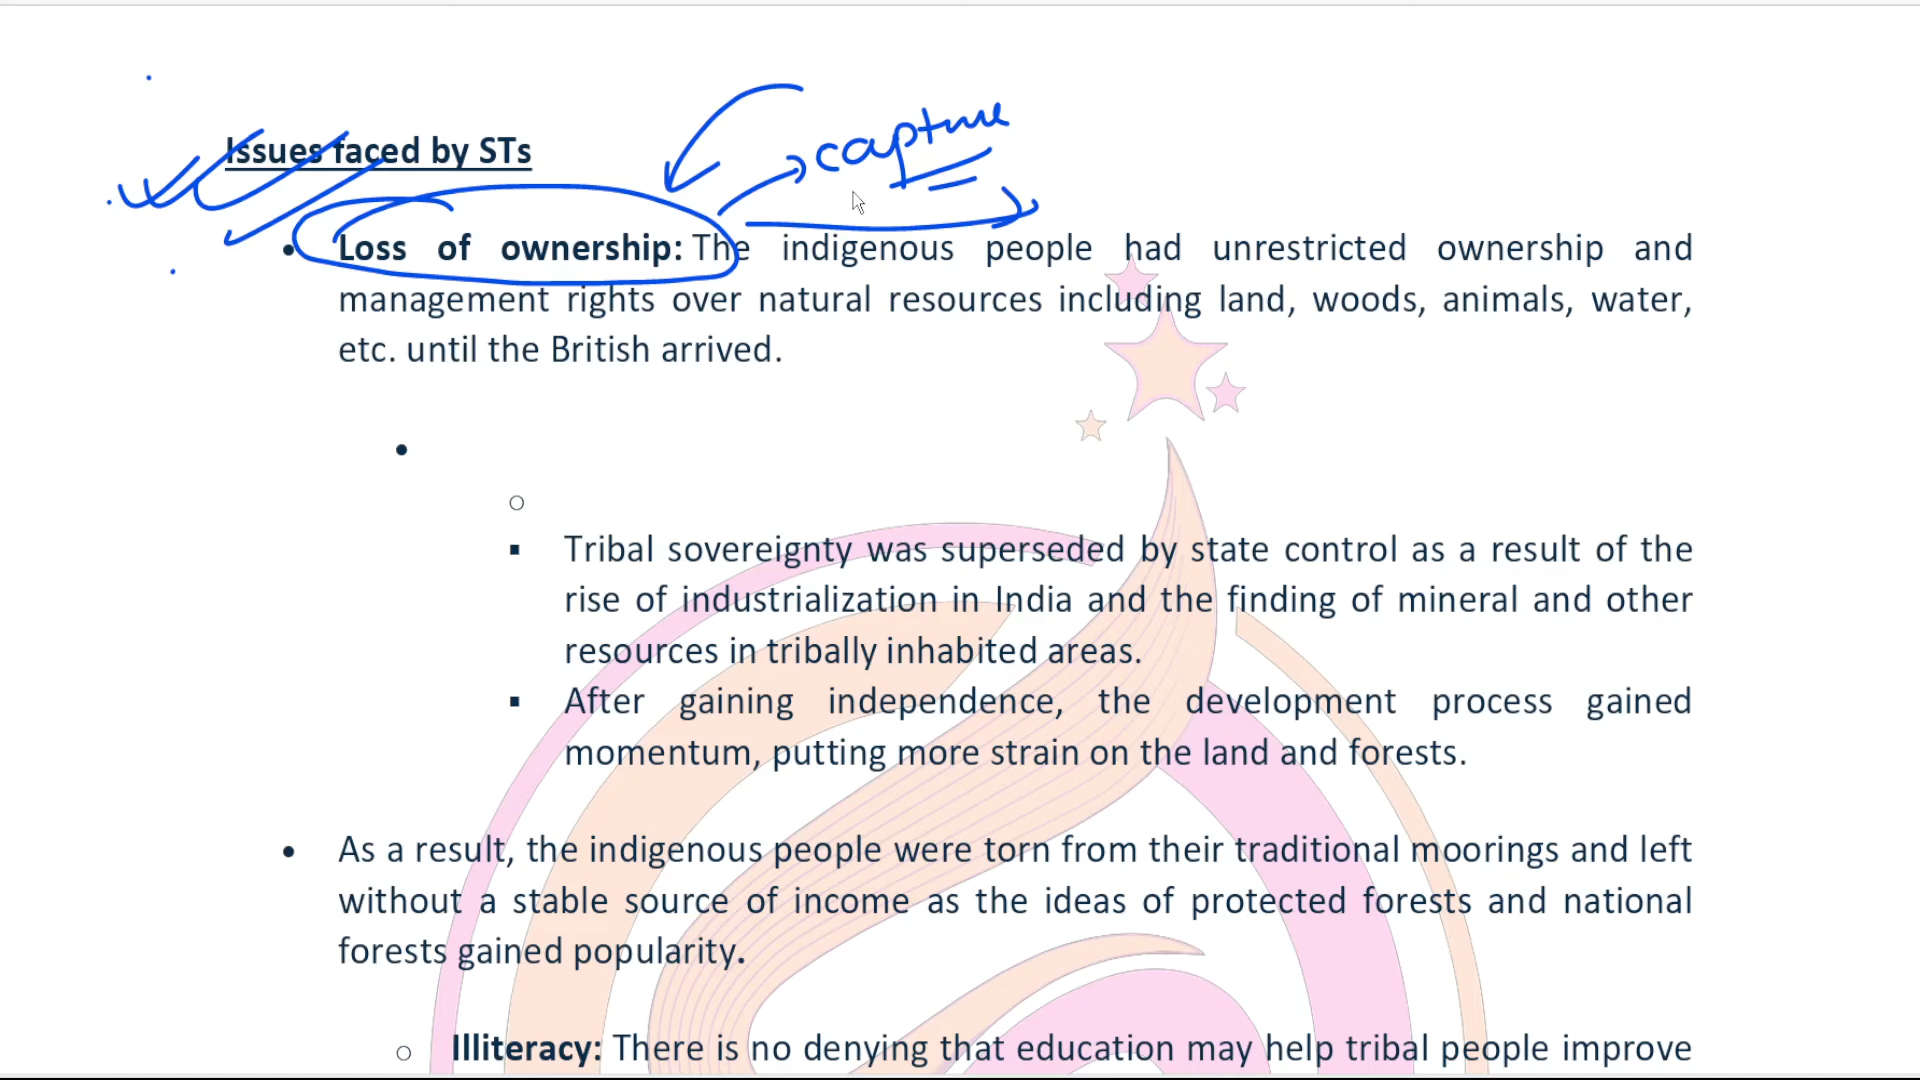 capture
Issues faced by STs
• Loss of ownership: The indigenous people had unrestricted ownership and
management rights over natural resources including land, woods, animals, water,
etc. until the British arrived.
•
○
▪ Tribal sovereignty was superseded by state control as a result of the
rise of industrialization in India and the finding of mineral and other
resources in tribally inhabited areas.
▪ After gaining independence, the development process gained
momentum, putting more strain on the land and forests.
• As a result, the indigenous people were torn from their traditional moorings and left
without a stable source of income as the ideas of protected forests and national
forests gained popularity.
○ Illiteracy: There is no denying that education may help tribal people improve